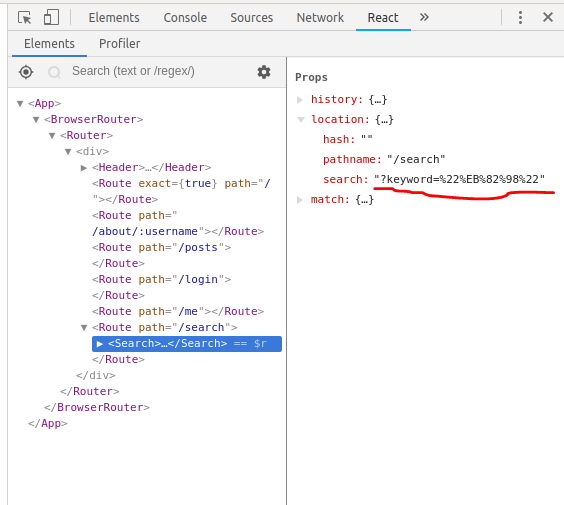 Elements Console Sources Network React »
Elements Profiler
Search (text or /regex/)
<App>
<BrowserRouter>
<Router>
<div>
<Header>…</Header>
<Route exact={true} path="/
"></Route>
<Route path="
/about/:username"></Route>
<Route path="/posts">
</Route>
<Route path="/login">
</Route>
<Route path="/me"></Route>
<Route path="/search">
<Search>…</Search> == $r
</Route>
</div>
</Router>
</BrowserRouter>
</App>
Props
history: {…}
location: {…}
hash: ""
pathname: "/search"
search: "?keyword=%22%EB%82%98%22"
match: {…}